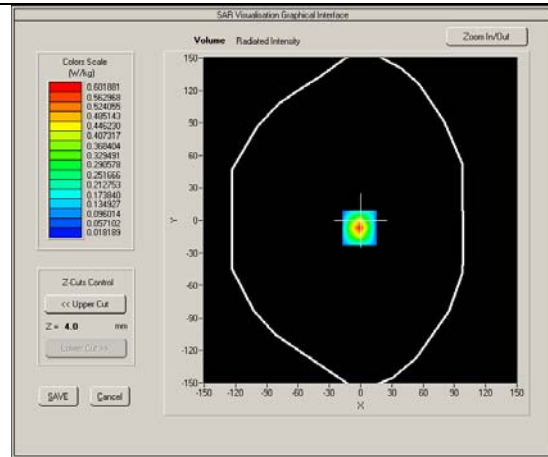 SAR Visualisation Graphical Interface
Volume Radiated Intensity
Zoom In/Out
Colors Scale
(W/kg)
0.601881
0.562968
0.524055
0.485143
0.446230
0.407317
0.368404
0.329491
0.290578
0.251666
0.212753
0.173840
0.134927
0.096014
0.057102
0.018189
Z-Cuts Control
<< Upper Cut
Z = 4.0 mm
Lower Cut >>
SAVE Cancel
150-
120-
90-
60-
30-
0-
-30-
-60-
-90-
-120-
-150-
Y
-150 -120 -90 -60 -30 0 30 60 90 120 150
X